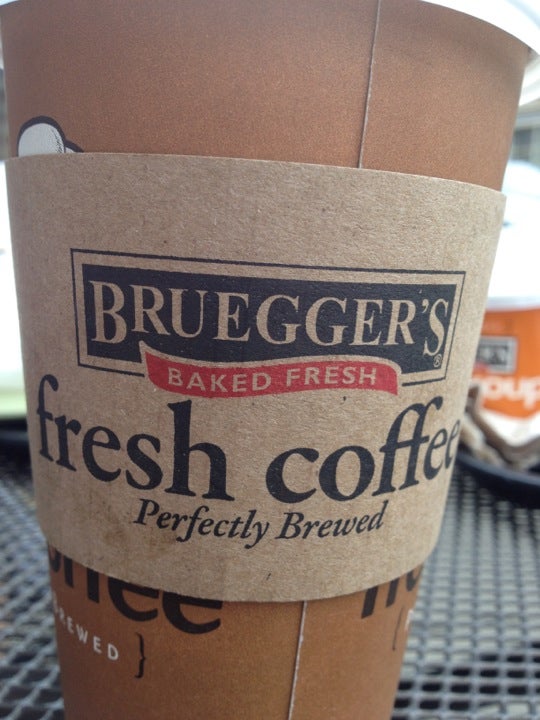 BRUEGGER'S®
BAKED FRESH
fresh coffee
Perfectly Brewed